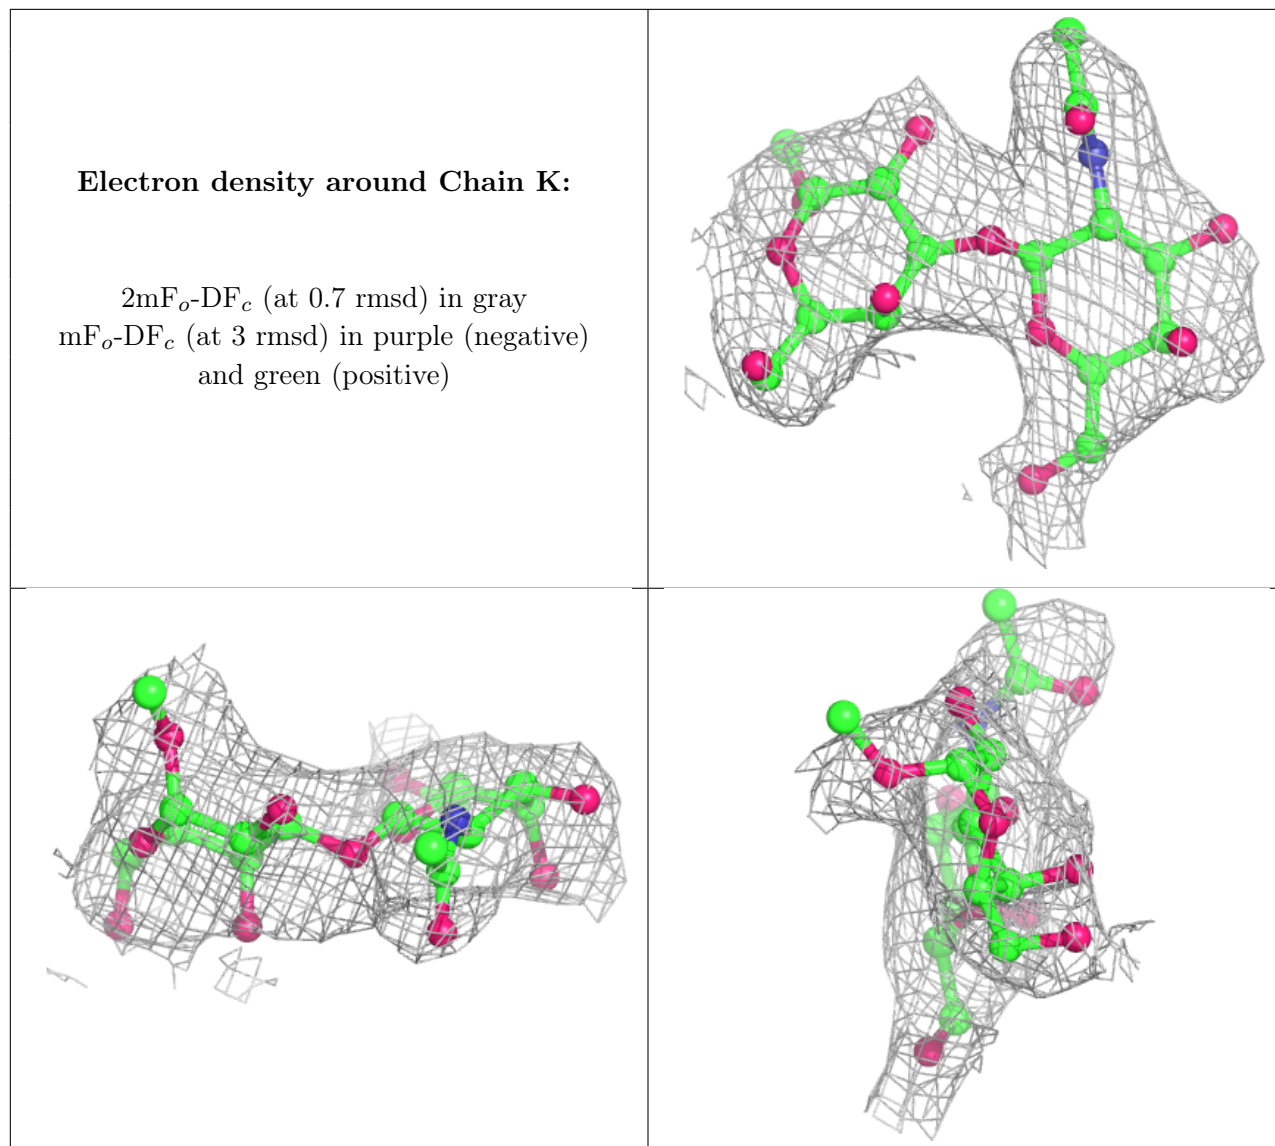 Electron density around Chain K:
2mFₒ-DF𝒸 (at 0.7 rmsd) in gray
mFₒ-DF𝒸 (at 3 rmsd) in purple (negative)
and green (positive)